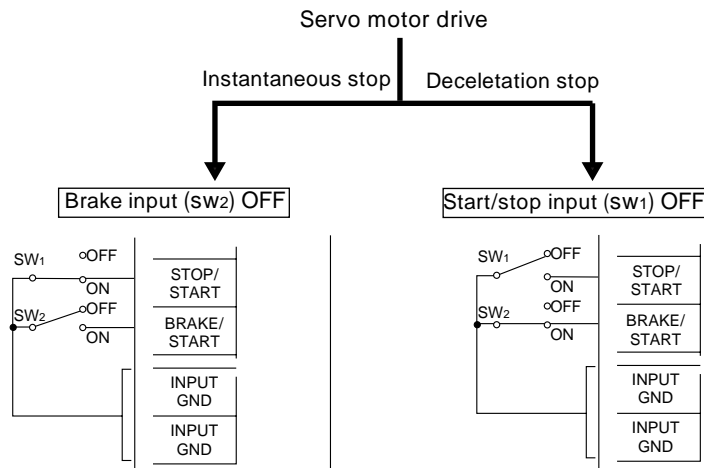 Servo motor drive
Instantaneous stop
Deceletation stop
Brake input (sw2) OFF
SW1
OFF
ON
STOP/
START
SW2
OFF
ON
BRAKE/
START
INPUT
GND
INPUT
GND
Start/stop input (sw1) OFF
SW1
OFF
ON
STOP/
START
SW2
OFF
ON
BRAKE/
START
INPUT
GND
INPUT
GND